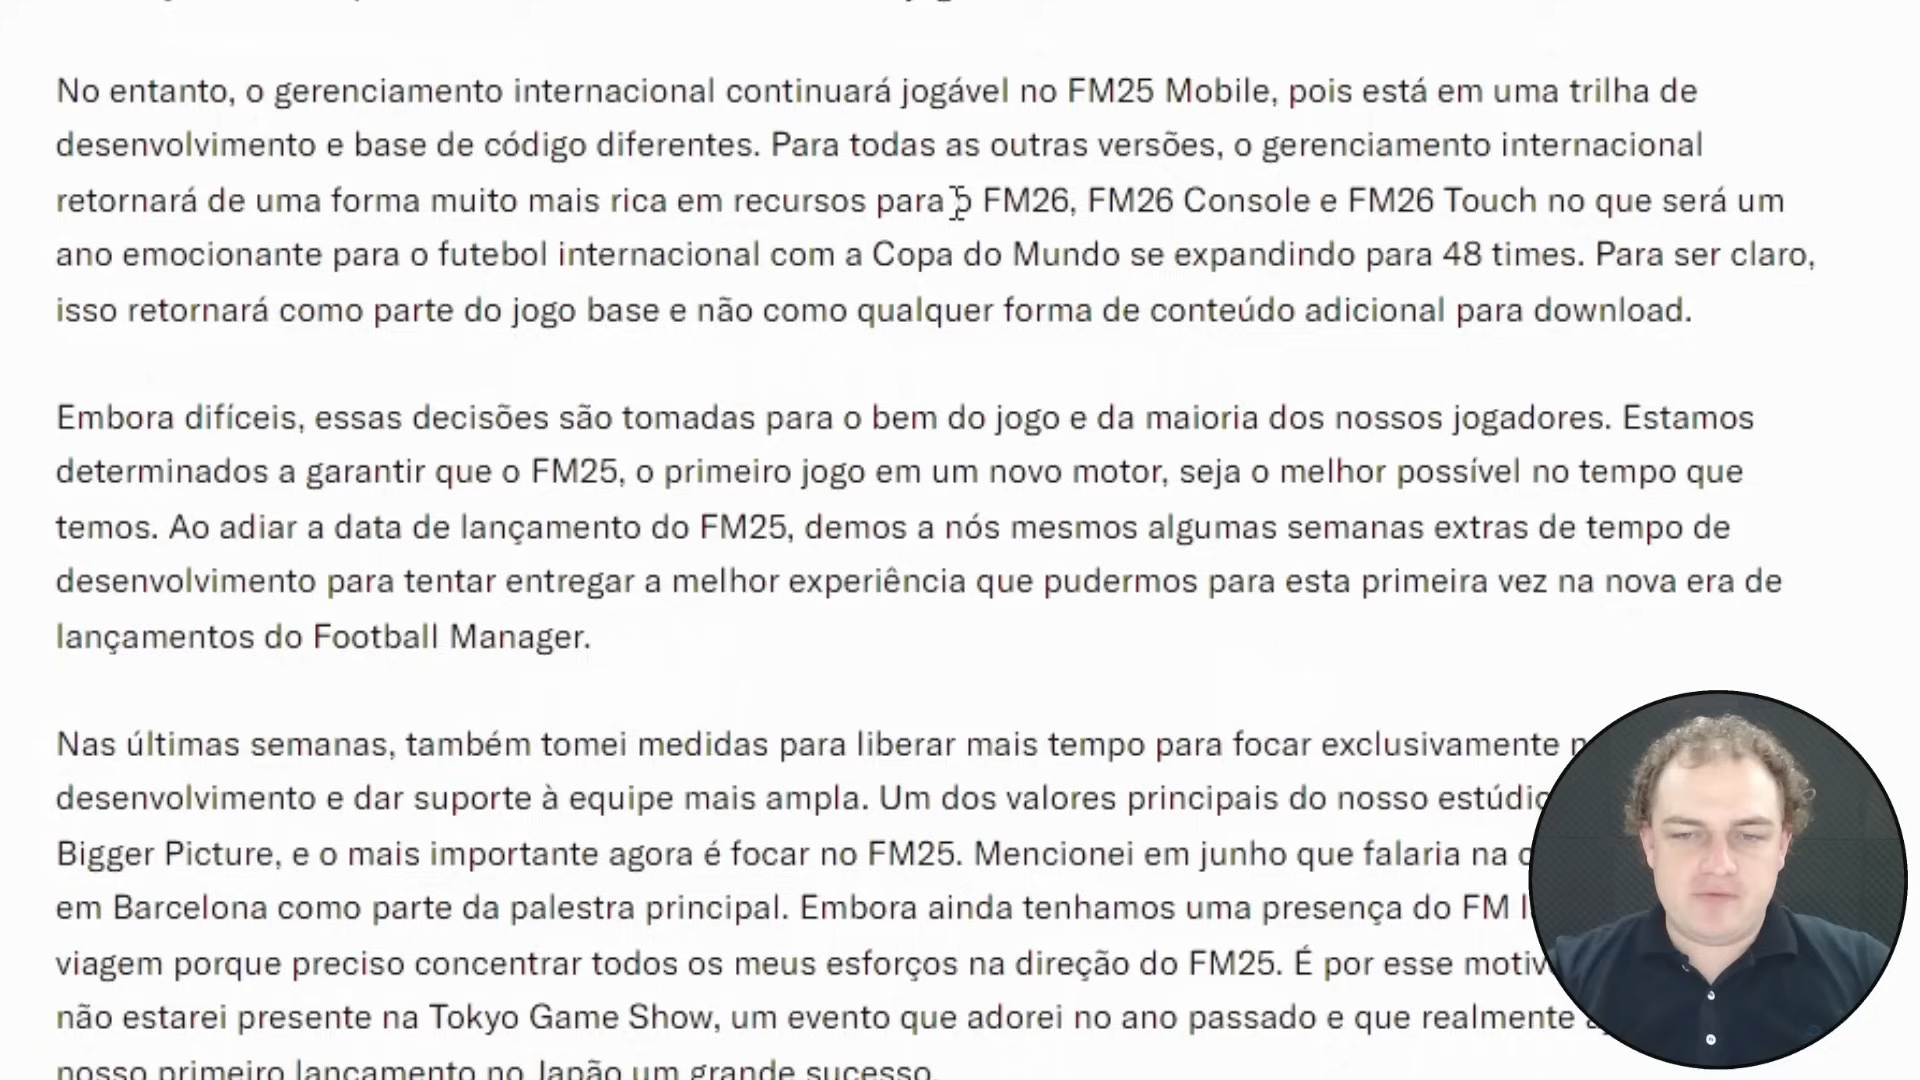 No entanto, o gerenciamento internacional continuará jogável no FM25 Mobile, pois está em uma trilha de
desenvolvimento e base de código diferentes. Para todas as outras versões, o gerenciamento internacional
retornará de uma forma muito mais rica em recursos para o FM26, FM26 Console e FM26 Touch no que será um
ano emocionante para o futebol internacional com a Copa do Mundo se expandindo para 48 times. Para ser claro,
isso retornará como parte do jogo base e não como qualquer forma de conteúdo adicional para download.
Embora difíceis, essas decisões são tomadas para o bem do jogo e da maioria dos nossos jogadores. Estamos
determinados a garantir que o FM25, o primeiro jogo em um novo motor, seja o melhor possível no tempo que
temos. Ao adiar a data de lançamento do FM25, demos a nós mesmos algumas semanas extras de tempo de
desenvolvimento para tentar entregar a melhor experiência que pudermos para esta primeira vez na nova era de
lançamentos do Football Manager.
Nas últimas semanas, também tomei medidas para liberar mais tempo para focar exclusivamente
desenvolvimento e dar suporte à equipe mais ampla. Um dos valores principais do nosso
Bigger Picture, e o mais importante agora é focar no FM25. Mencionei em junho que falaria na
em Barcelona como parte da palestra principal. Embora ainda tenhamos uma presença do FM
viagem porque preciso concentrar todos os meus esforços na direção do FM25. É por esse
não estarei presente na Tokyo Game Show, um evento que adorei no ano passado e que realmente
nosso primeiro lançamento no Japão um grande sucesso.